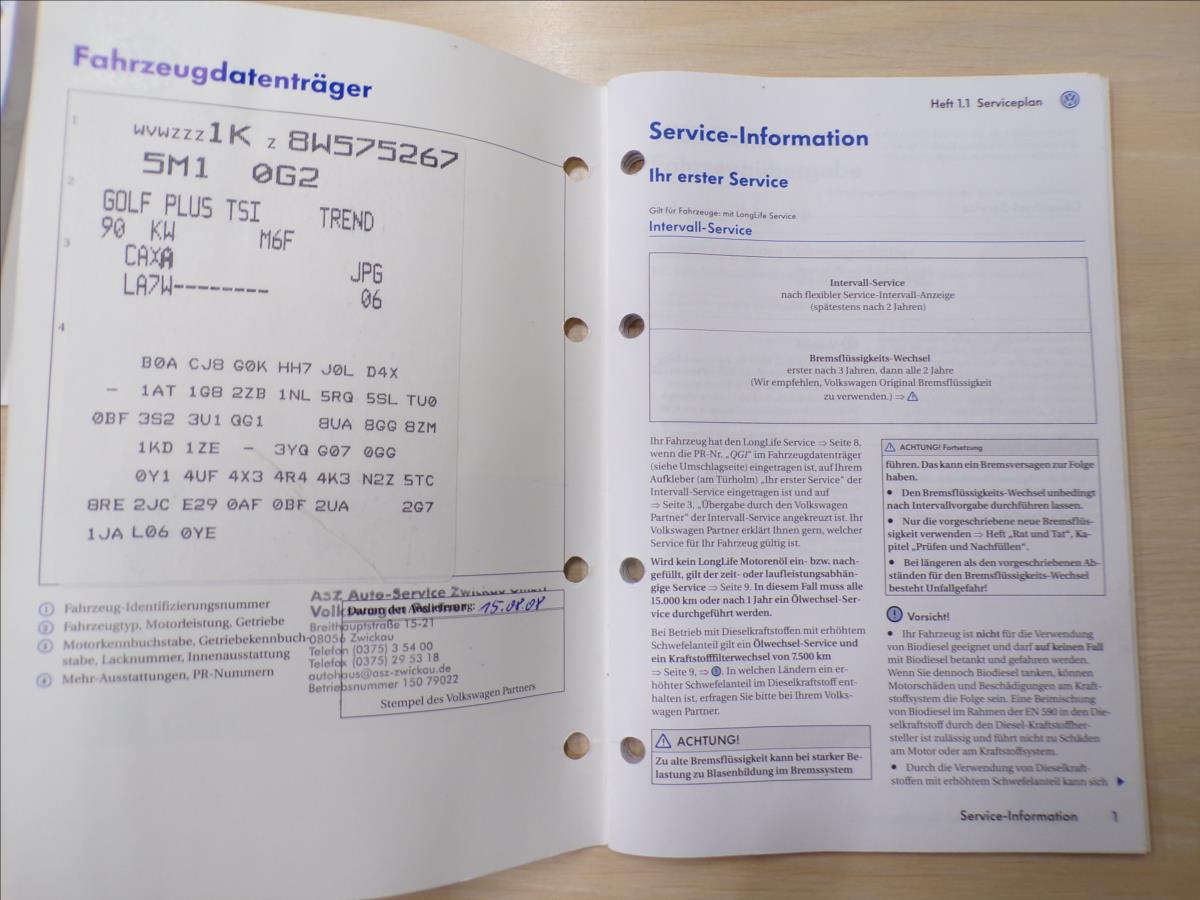 Fahrzeugdatenträger
1
WVWZZZ1K Z 8W575267
5M1 0G2
2
GOLF PLUS TSI TREND
90 KW M6F
3
CAXA JPG
LA7W-------- 06
4
B0A CJ8 G0K HH7 J0L D4X
- 1AT 1G8 2ZB 1NL 5RQ 5SL TU0
0BF 3S2 3U1 QG1 8UA 8GG 8ZM
1KD 1ZE - 3YQ G07 0GG
0Y1 4UF 4X3 4R4 4K3 N2Z 5TC
8RE 2JC E29 0AF 0BF 2UA 2G7
1JA L06 0YE
1 Fahrzeug-Identifizierungsnummer
2 Fahrzeugtyp, Motorleistung, Getriebe
3 Motorkennbuchstabe, Getriebekennbuch-
stabe, Lacknummer, Innenausstattung
4 Mehr-Ausstattungen, PR-Nummern
ASZ Auto-Service
Datum der Auslieferung: 15.08.08
Breithauptstraße 15-21
08056 Zwickau
Telefon (0375) 3 54 00
Telefax (0375) 29 53 18
autohaus@asz-zwickau.de
Betriebsnummer 150 79022
Stempel des Volkswagen Partners
Heft 1.1 Serviceplan
Service-Information
Ihr erster Service
Gilt für Fahrzeuge: mit LongLife Service
Intervall-Service
Intervall-Service
nach flexibler Service-Intervall-Anzeige
(spätestens nach 2 Jahren)
Bremsflüssigkeits-Wechsel
erster nach 3 Jahren, dann alle 2 Jahre
(Wir empfehlen, Volkswagen Original Bremsflüssigkeit
zu verwenden.) ⇒ ⚠
Ihr Fahrzeug hat den LongLife Service ⇒ Seite 8,
wenn die PR-Nr. „QG1" im Fahrzeugdatenträger
(siehe Umschlagseite) eingetragen ist, auf Ihrem
Aufkleber (am Türholm) „Ihr erster Service" der
Intervall-Service eingetragen ist und auf
⇒ Seite 3, „Übergabe durch den Volkswagen
Partner" der Intervall-Service angekreuzt ist. Ihr
Volkswagen Partner erklärt Ihnen gern, welcher
Service für Ihr Fahrzeug gültig ist.
Wird kein LongLife Motorenöl ein- bzw. nach-
gefüllt, gilt der zeit- oder laufleistungsabhän-
gige Service ⇒ Seite 9. In diesem Fall muss alle
15.000 km oder nach 1 Jahr ein Ölwechsel-Ser-
vice durchgeführt werden.
Bei Betrieb mit Dieselkraftstoffen mit erhöhtem
Schwefelanteil gilt ein Ölwechsel-Service und
ein Kraftstofffilterwechsel von 7.500 km
⇒ Seite 9, ⇒ ⓘ. In welchen Ländern ein er-
höhter Schwefelanteil im Dieselkraftstoff ent-
halten ist, erfragen Sie bitte bei Ihrem Volks-
wagen Partner.
⚠ ACHTUNG!
Zu alte Bremsflüssigkeit kann bei starker Be-
lastung zu Blasenbildung im Bremssystem
⚠ ACHTUNG! Fortsetzung
führen. Das kann ein Bremsversagen zur Folge
haben.
• Den Bremsflüssigkeits-Wechsel unbedingt
nach Intervallvorgabe durchführen lassen.
• Nur die vorgeschriebene neue Bremsflüs-
sigkeit verwenden ⇒ Heft „Rat und Tat", Ka-
pitel „Prüfen und Nachfüllen".
• Bei längeren als den vorgeschriebenen Ab-
ständen für den Bremsflüssigkeits-Wechsel
besteht Unfallgefahr!
Vorsicht!
• Ihr Fahrzeug ist nicht für die Verwendung
von Biodiesel geeignet und darf auf keinen Fall
mit Biodiesel betankt und gefahren werden.
Wenn Sie dennoch Biodiesel tanken, können
Motorschäden und Beschädigungen am Kraft-
stoffsystem die Folge sein. Eine Beimischung
von Biodiesel im Rahmen der EN 590 in den Die-
selkraftstoff durch den Dieselkraftstoffher-
steller ist zulässig und führt nicht zu Schäden
am Motor oder am Kraftstoffsystem.
• Durch die Verwendung von Dieselkraft-
stoffen mit erhöhtem Schwefelanteil kann sich
Service-Information 1